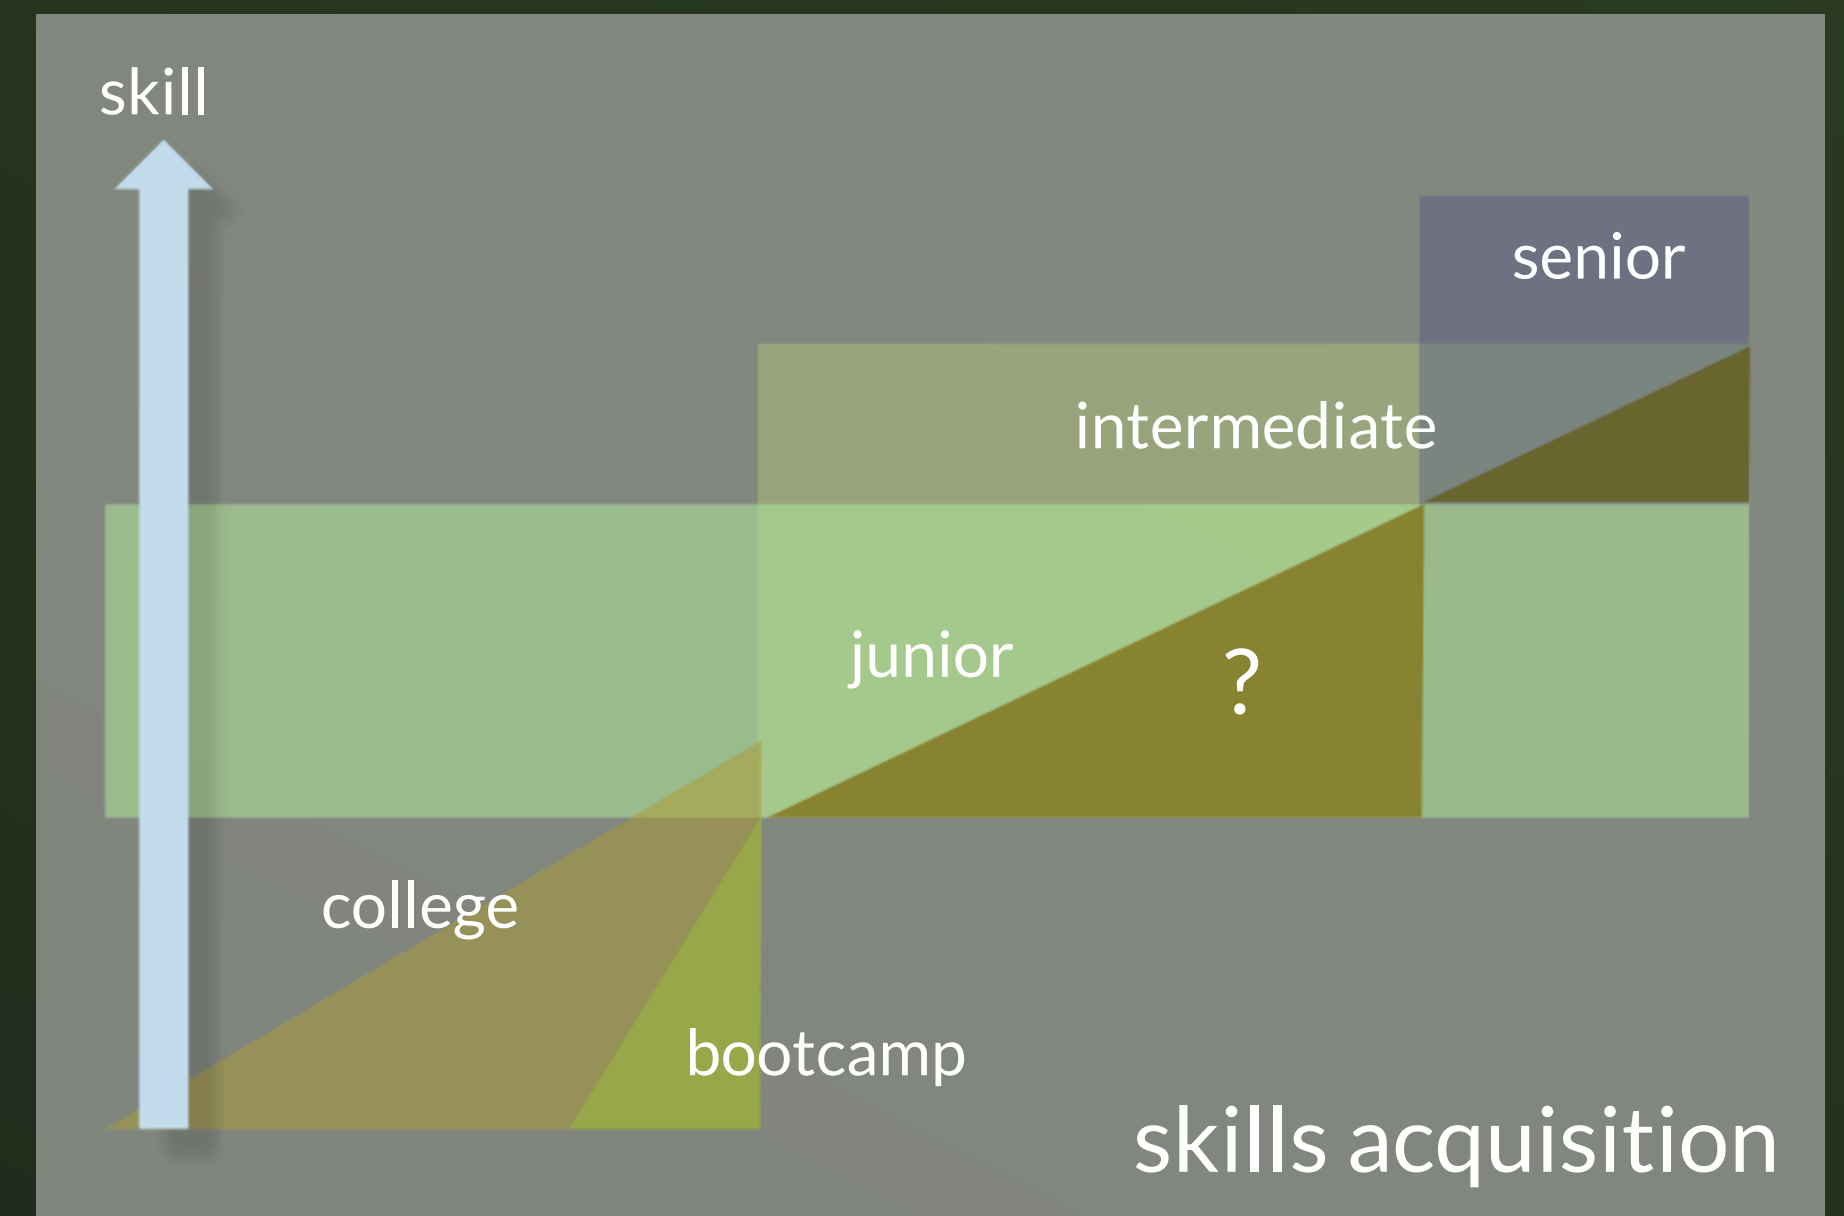 skill
senior
intermediate
junior
?
college
bootcamp
skills acquisition